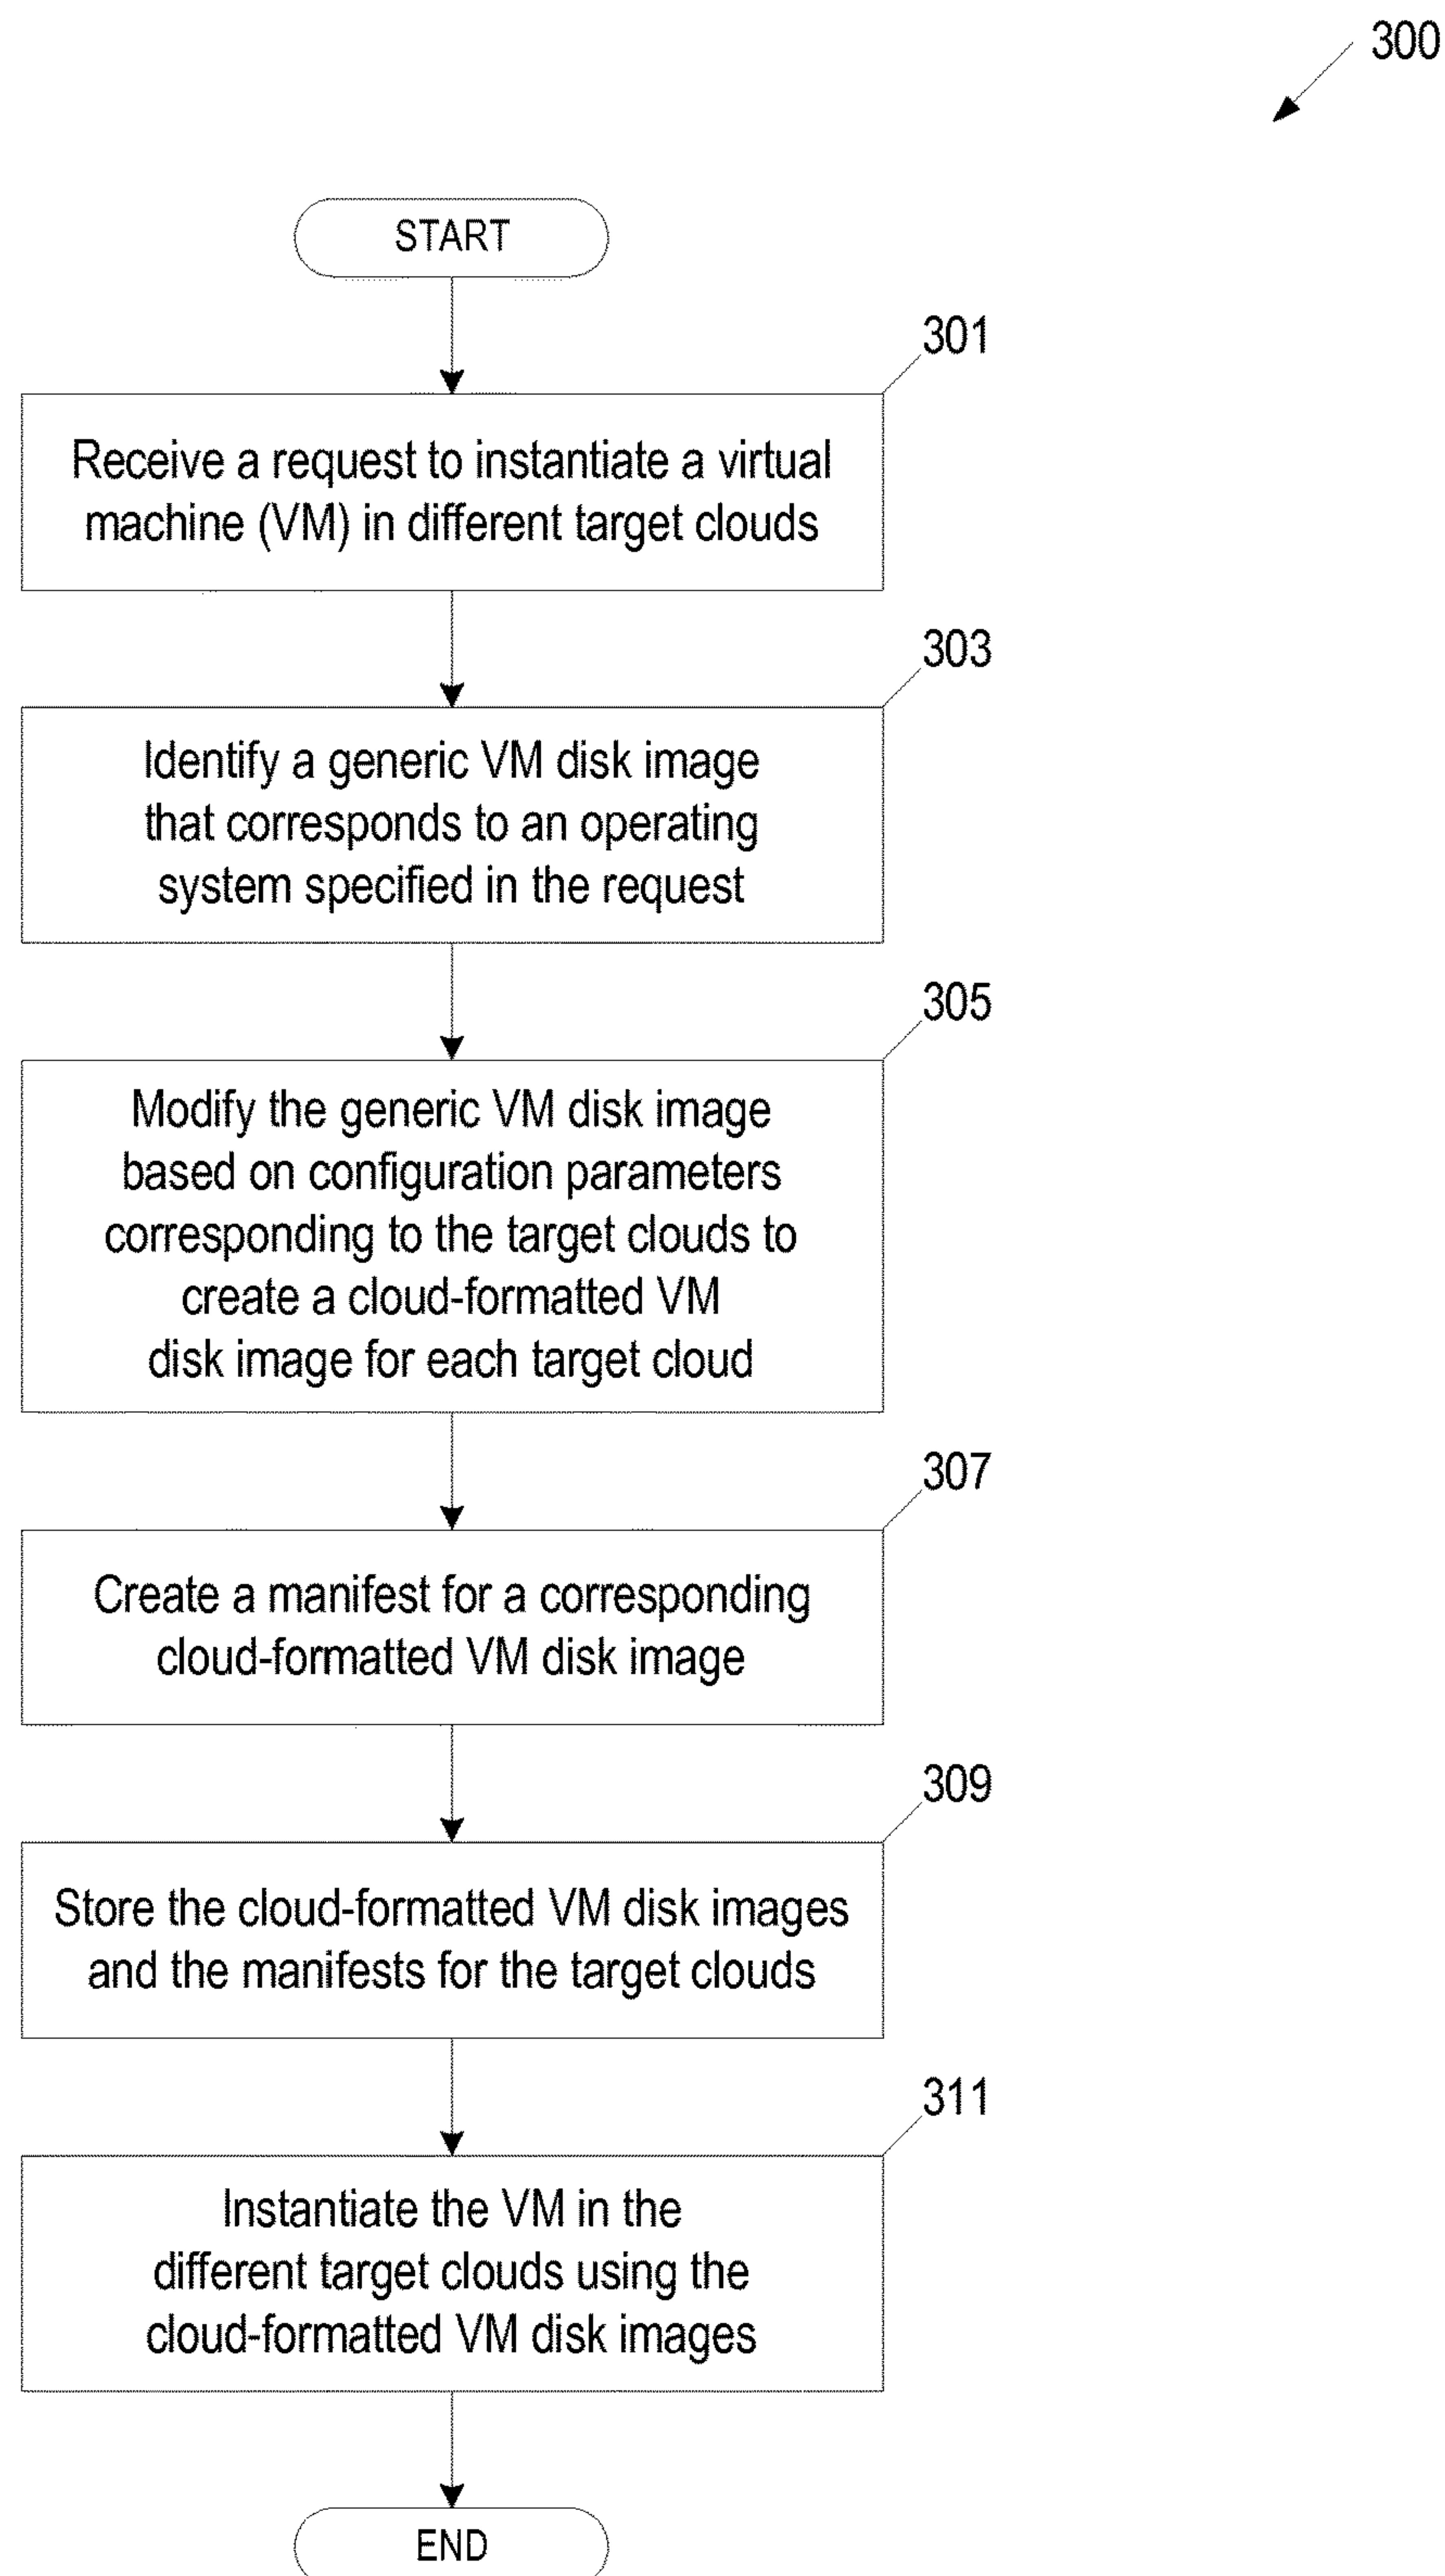 300
START
301
Receive a request to instantiate a virtual
machine (VM) in different target clouds
303
Identify a generic VM disk image
that corresponds to an operating
system specified in the request
305
Modify the generic VM disk image
based on configuration parameters
corresponding to the target clouds to
create a cloud-formatted VM
disk image for each target cloud
307
Create a manifest for a corresponding
cloud-formatted VM disk image
309
Store the cloud-formatted VM disk images
and the manifests for the target clouds
311
Instantiate the VM in the
different target clouds using the
cloud-formatted VM disk images
END